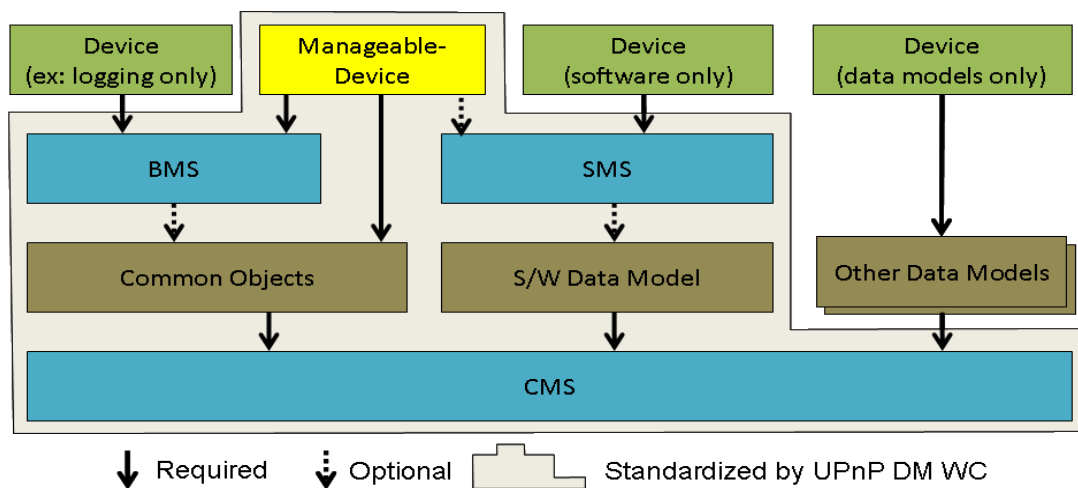 Device
(ex: logging only)
Manageable-
Device
Device
(software only)
Device
(data models only)
BMS
SMS
Common Objects
S/W Data Model
Other Data Models
CMS
Required
Optional
Standardized by UPnP DM WC